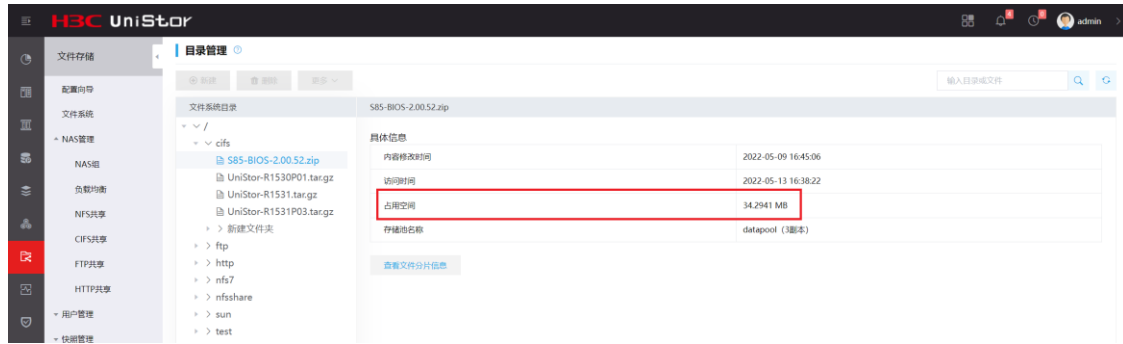 H3C UniStor
4
6
admin
文件存储
目录管理
配置向导
文件系统
NAS管理
NAS组
负载均衡
NFS共享
CIFS共享
FTP共享
HTTP共享
用户管理
快照管理
新建
删除
更多
输入目录或文件
文件系统目录
/
cifs
S85-BIOS-2.00.52.zip
UniStor-R1530P01.tar.gz
UniStor-R1531.tar.gz
UniStor-R1531P03.tar.gz
新建文件夹
ftp
http
nfs7
nfsshare
sun
test
S85-BIOS-2.00.52.zip
具体信息
内容修改时间 2022-05-09 16:45:06
访问时间 2022-05-13 16:38:22
占用空间 34.2941 MB
存储池名称 datapool（3副本）
查看文件分片信息